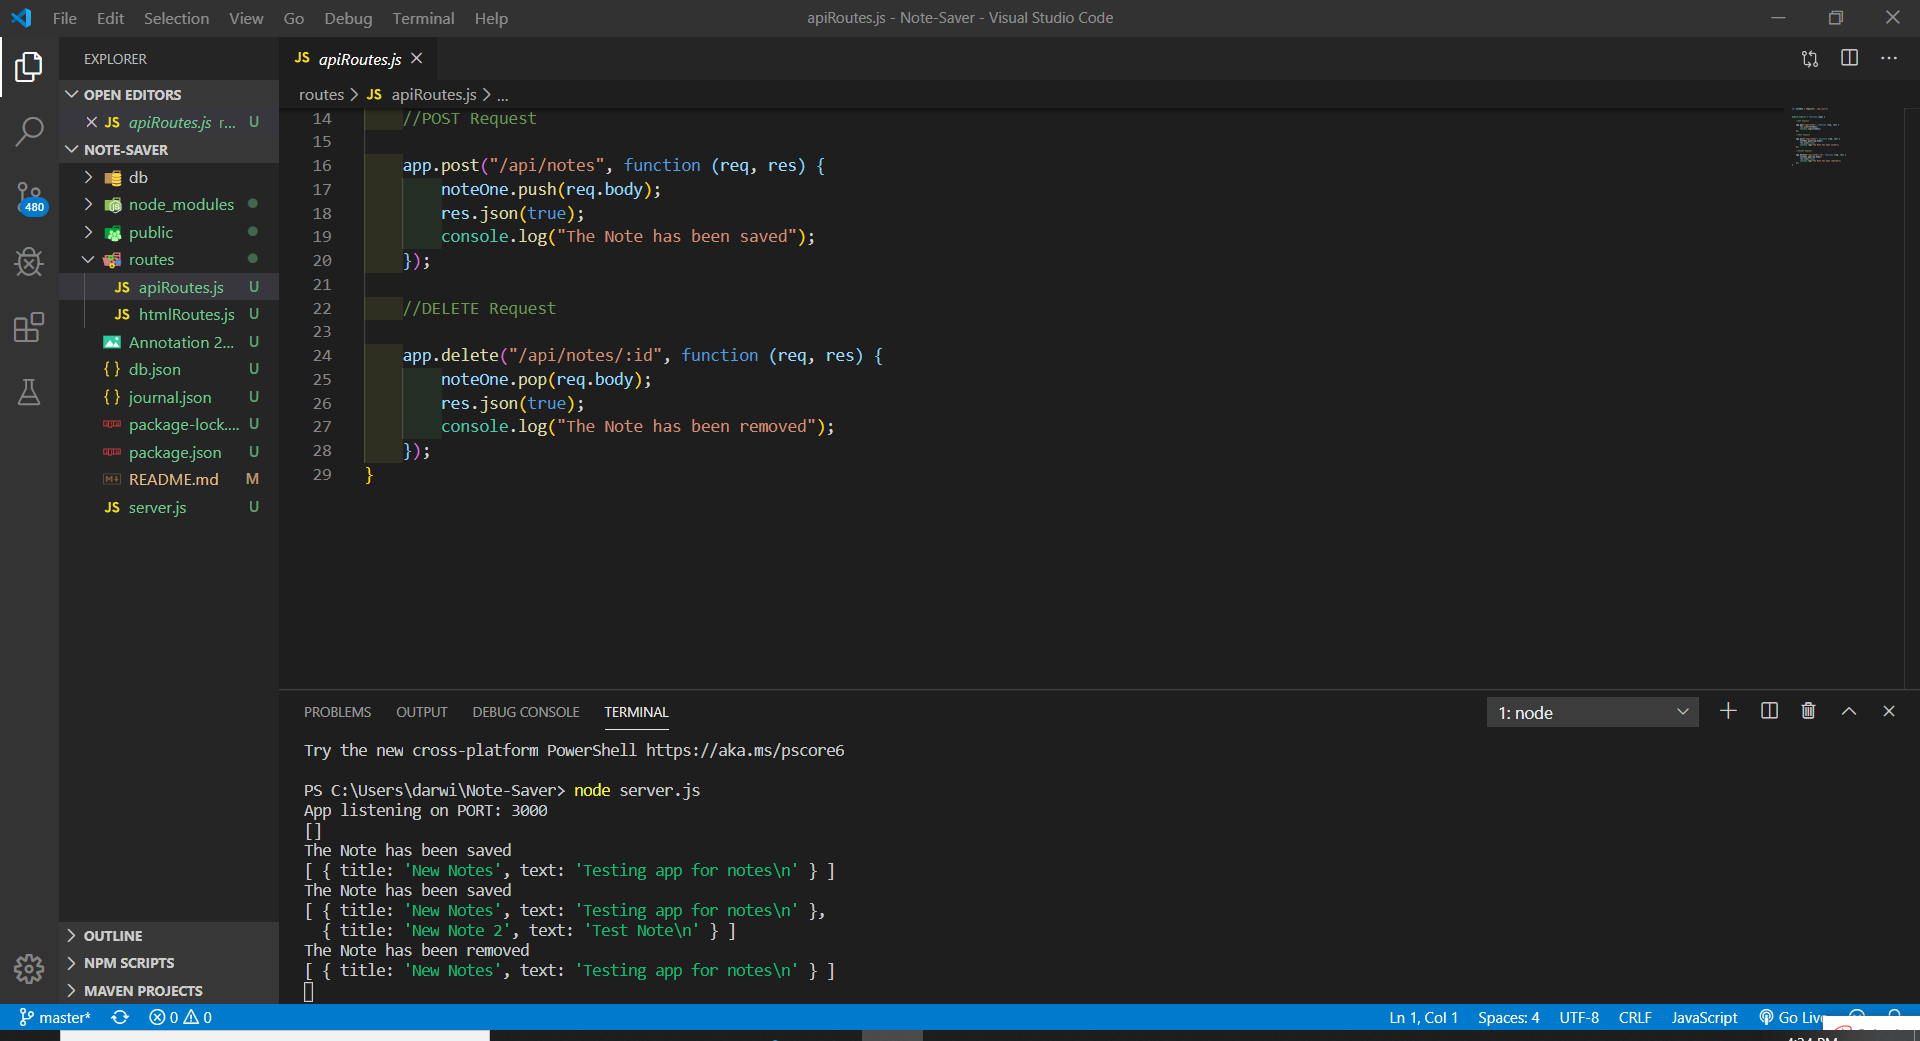 File Edit Selection View Go Debug Terminal Help
apiRoutes.js - Note-Saver - Visual Studio Code
EXPLORER
OPEN EDITORS
JS apiRoutes.js r... U
NOTE-SAVER
db
node_modules
public
routes
JS apiRoutes.js U
JS htmlRoutes.js U
Annotation 2... U
{} db.json U
{} journal.json U
package-lock.... U
package.json U
README.md M
JS server.js U
OUTLINE
NPM SCRIPTS
MAVEN PROJECTS
480
JS apiRoutes.js
routes > JS apiRoutes.js > ...
14 //POST Request
15
16 app.post("/api/notes", function (req, res) {
17 noteOne.push(req.body);
18 res.json(true);
19 console.log("The Note has been saved");
20 });
21
22 //DELETE Request
23
24 app.delete("/api/notes/:id", function (req, res) {
25 noteOne.pop(req.body);
26 res.json(true);
27 console.log("The Note has been removed");
28 });
29 }
PROBLEMS OUTPUT DEBUG CONSOLE TERMINAL
1: node
Try the new cross-platform PowerShell https://aka.ms/pscore6
PS C:\Users\darwi\Note-Saver> node server.js
App listening on PORT: 3000
[]
The Note has been saved
[ { title: 'New Notes', text: 'Testing app for notes\n' } ]
The Note has been saved
[ { title: 'New Notes', text: 'Testing app for notes\n' },
{ title: 'New Note 2', text: 'Test Note\n' } ]
The Note has been removed
[ { title: 'New Notes', text: 'Testing app for notes\n' } ]
master* 0 0
Ln 1, Col 1 Spaces: 4 UTF-8 CRLF JavaScript Go Live